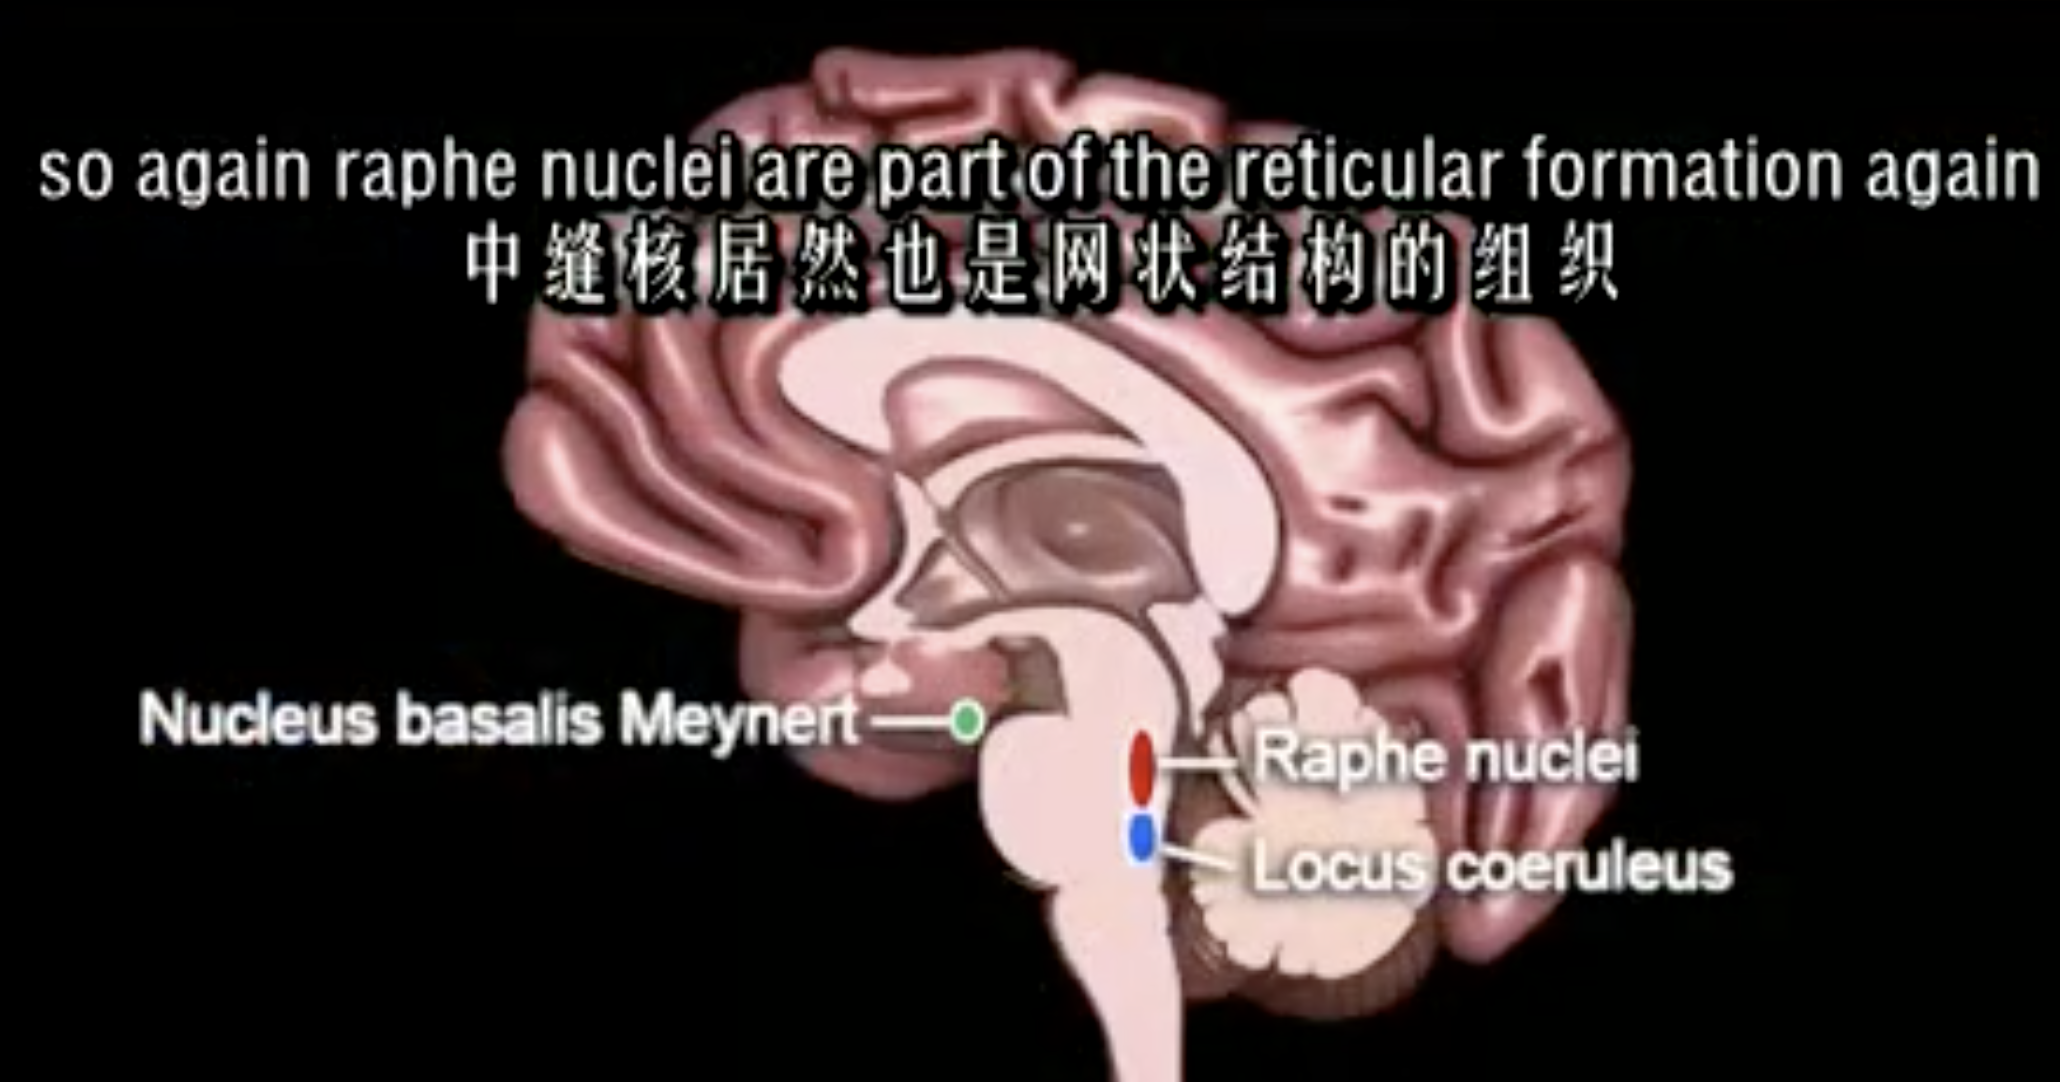 so again raphe nuclei are part of the reticular formation again
中缝核居然也是网状结构的组织
Nucleus basalis Meynert
Raphe nuclei
Locus coeruleus